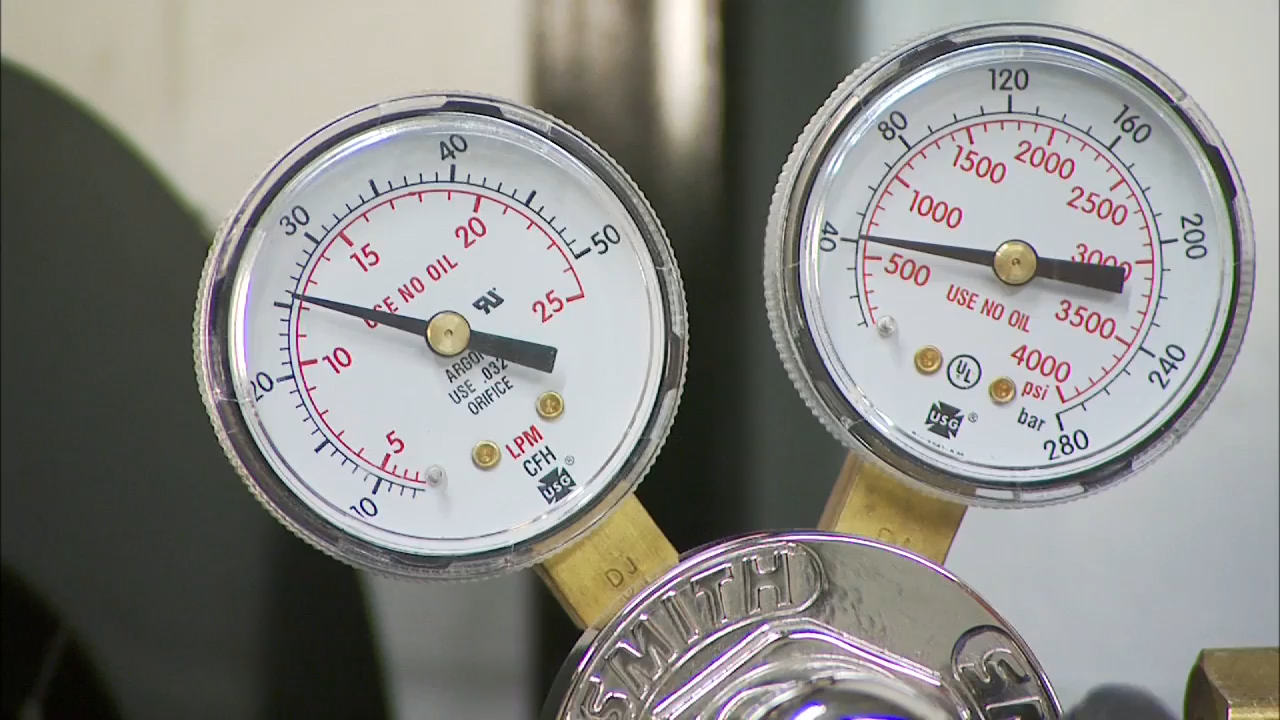 40
30
50
20
10
20
15
25
10
5
USE NO OIL
ARGON
USE .032
ORIFICE
LPM
CFH
USG
®
120
80
160
40
200
240
280
1500
2000
1000
2500
500
3000
3500
4000
USE NO OIL
UL
psi
bar
USG
®
DJ
SMITH